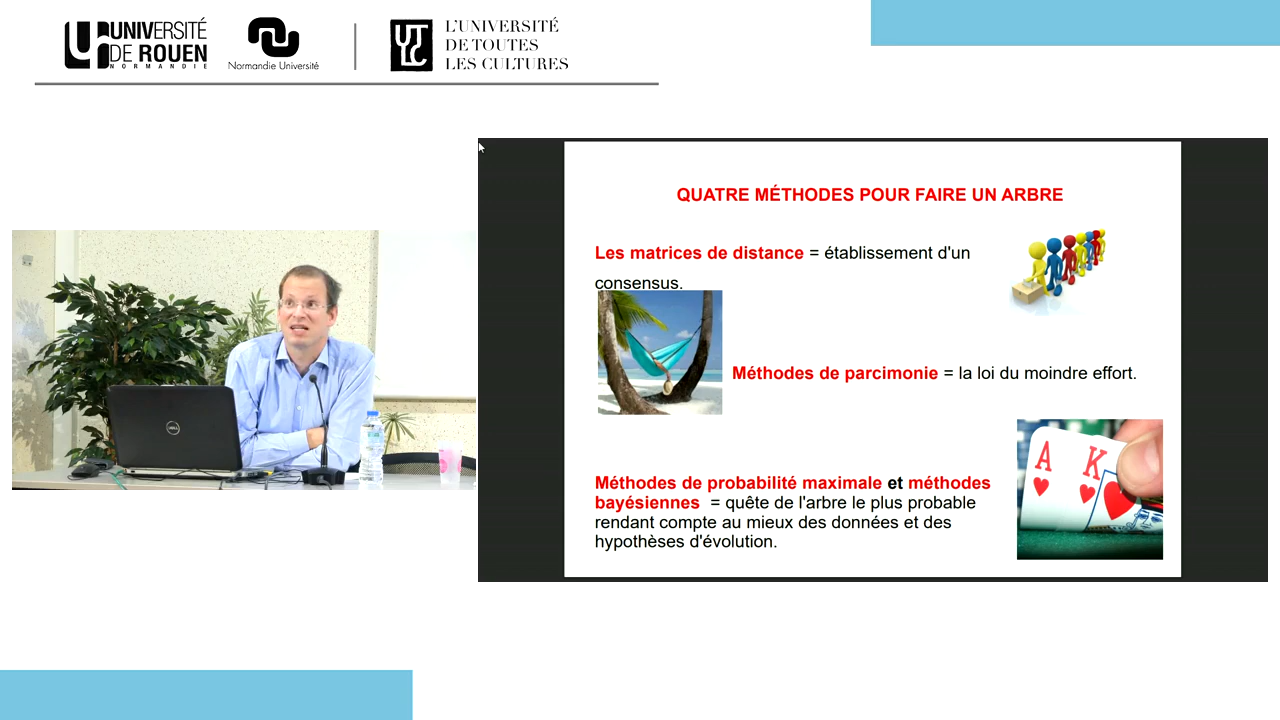 UNIVERSITÉ
DE ROUEN
NORMANDIE
Normandie Université
UTLC
L'UNIVERSITÉ
DE TOUTES
LES CULTURES
QUATRE MÉTHODES POUR FAIRE UN ARBRE
Les matrices de distance = établissement d'un
consensus.
Méthodes de parcimonie = la loi du moindre effort.
Méthodes de probabilité maximale et méthodes
bayésiennes = quête de l'arbre le plus probable
rendant compte au mieux des données et des
hypothèses d'évolution.
A K
DELL